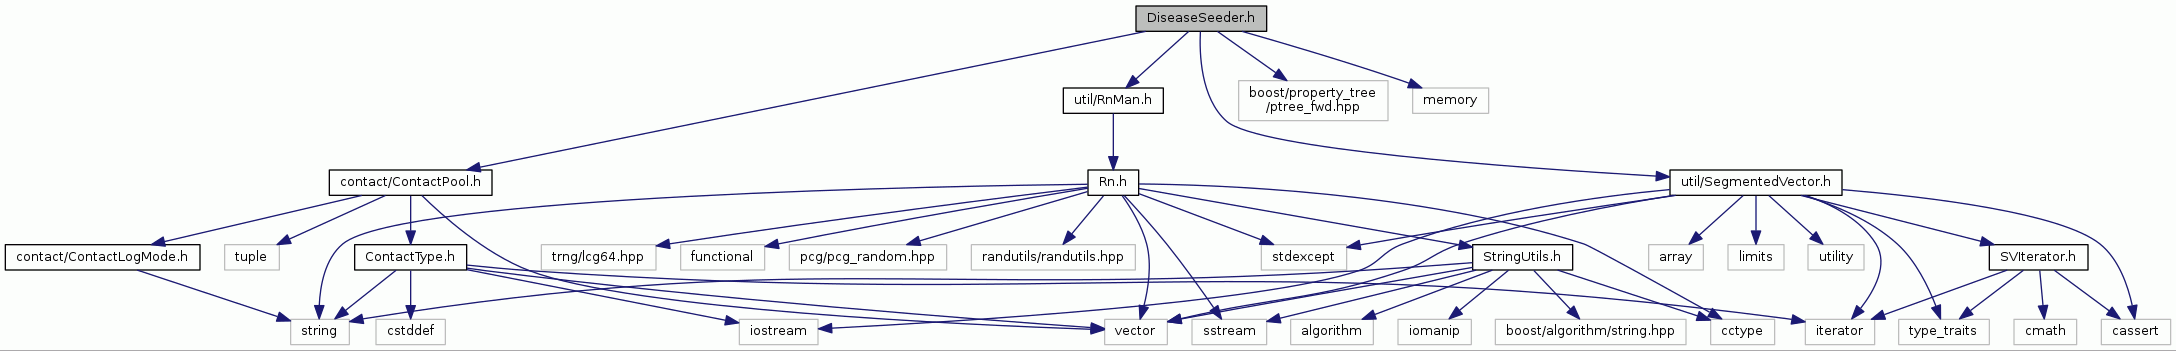 DiseaseSeeder.h
util/RnMan.h
boost/property_tree
/ptree_fwd.hpp
memory
contact/ContactPool.h
Rn.h
util/SegmentedVector.h
contact/ContactLogMode.h
tuple
ContactType.h
trng/lcg64.hpp
functional
pcg/pcg_random.hpp
randutils/randutils.hpp
stdexcept
StringUtils.h
array
limits
utility
SVIterator.h
string
cstddef
iostream
vector
sstream
algorithm
iomanip
boost/algorithm/string.hpp
cctype
iterator
type_traits
cmath
cassert